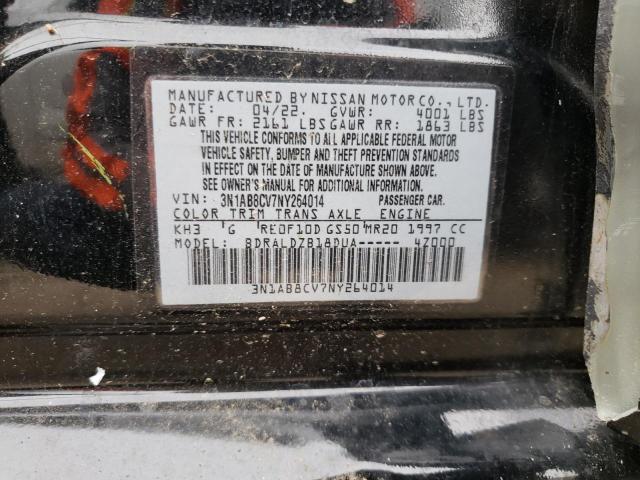 MANUFACTURED BY NISSAN MOTOR CO., LTD.
DATE: 04/22. GVWR: 4001 LBS
GAWR FR: 2161 LBS GAWR RR: 1863 LBS
THIS VEHICLE CONFORMS TO ALL APPLICABLE FEDERAL MOTOR
VEHICLE SAFETY, BUMPER AND THEFT PREVENTION STANDARDS
IN EFFECT ON THE DATE OF MANUFACTURE SHOWN ABOVE.
SEE OWNER'S MANUAL FOR ADDITIONAL INFORMATION.
VIN: 3N1AB8CV7NY264014 PASSENGER CAR.
COLOR TRIM TRANS AXLE ENGINE
KH3 'G 'RE0F10D GS50'MR20 1997 CC
MODEL: BDRALDZB18DUA----- 4Z000
3N1AB8CV7NY264014